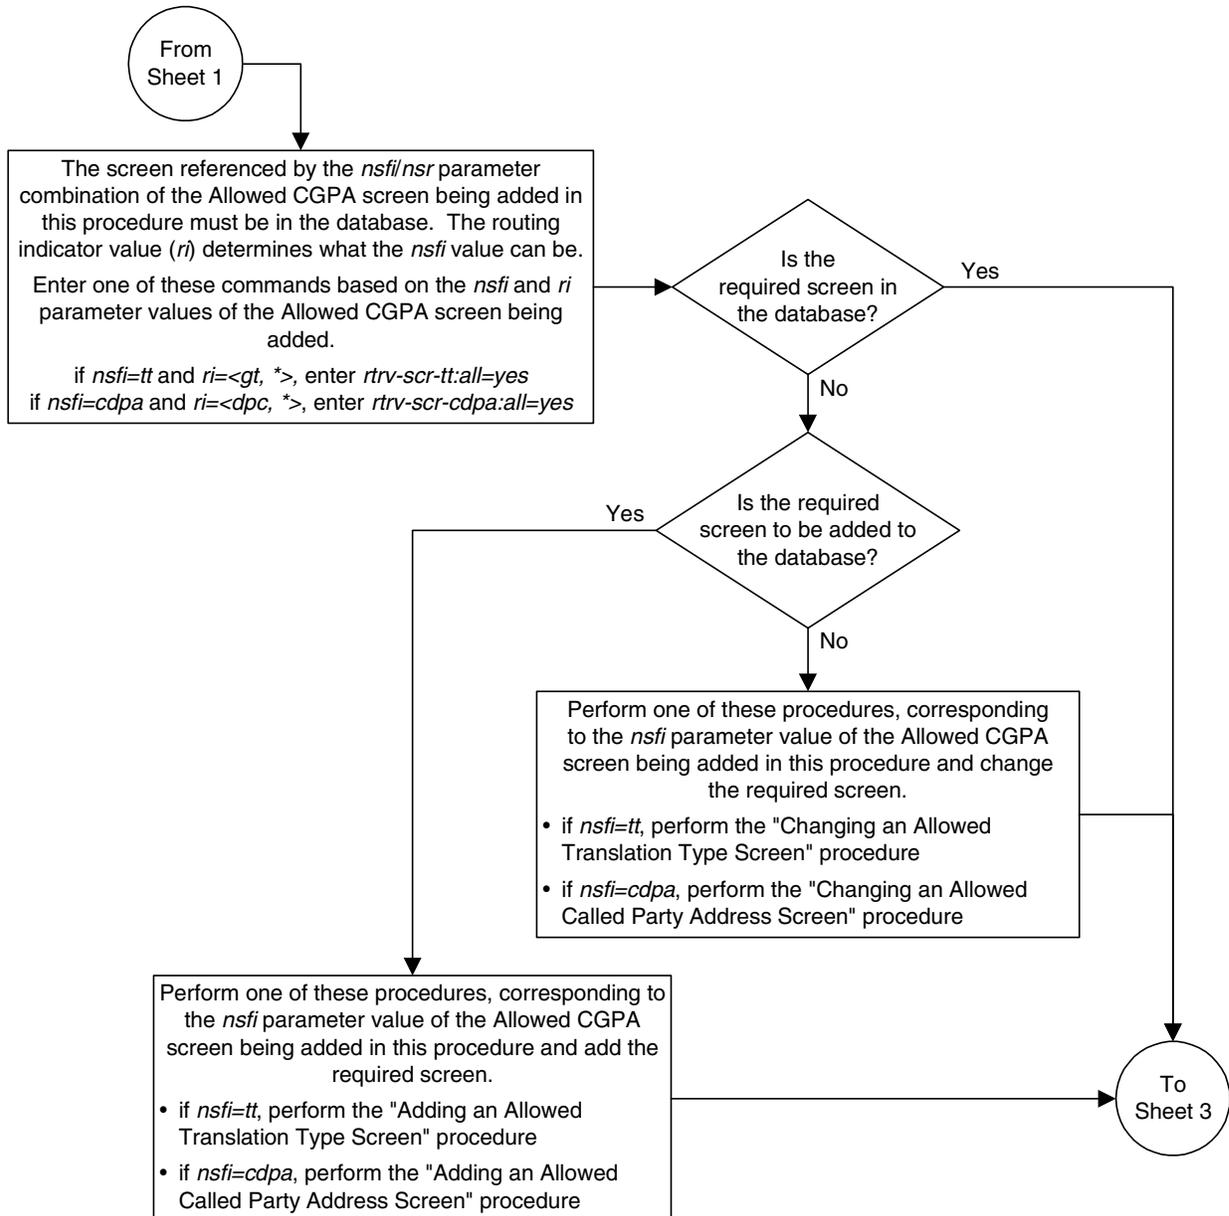 From
Sheet 1
The screen referenced by the nsfi/nsr parameter
combination of the Allowed CGPA screen being added in
this procedure must be in the database.  The routing
indicator value (ri) determines what the nsfi value can be.
Enter one of these commands based on the nsfi and ri
parameter values of the Allowed CGPA screen being
added.
if nsfi=tt and ri=<gt, *>, enter rtrv-scr-tt:all=yes
if nsfi=cdpa and ri=<dpc, *>, enter rtrv-scr-cdpa:all=yes
Is the
required screen in
the database?
Yes
No
Is the required
screen to be added to
the database?
Yes
No
Perform one of these procedures, corresponding
to the nsfi parameter value of the Allowed CGPA
screen being added in this procedure and change
the required screen.
• if nsfi=tt, perform the "Changing an Allowed
Translation Type Screen" procedure
• if nsfi=cdpa, perform the "Changing an Allowed
Called Party Address Screen" procedure
Perform one of these procedures, corresponding to
the nsfi parameter value of the Allowed CGPA
screen being added in this procedure and add the
required screen.
• if nsfi=tt, perform the "Adding an Allowed
Translation Type Screen" procedure
• if nsfi=cdpa, perform the "Adding an Allowed
Called Party Address Screen" procedure
To
Sheet 3